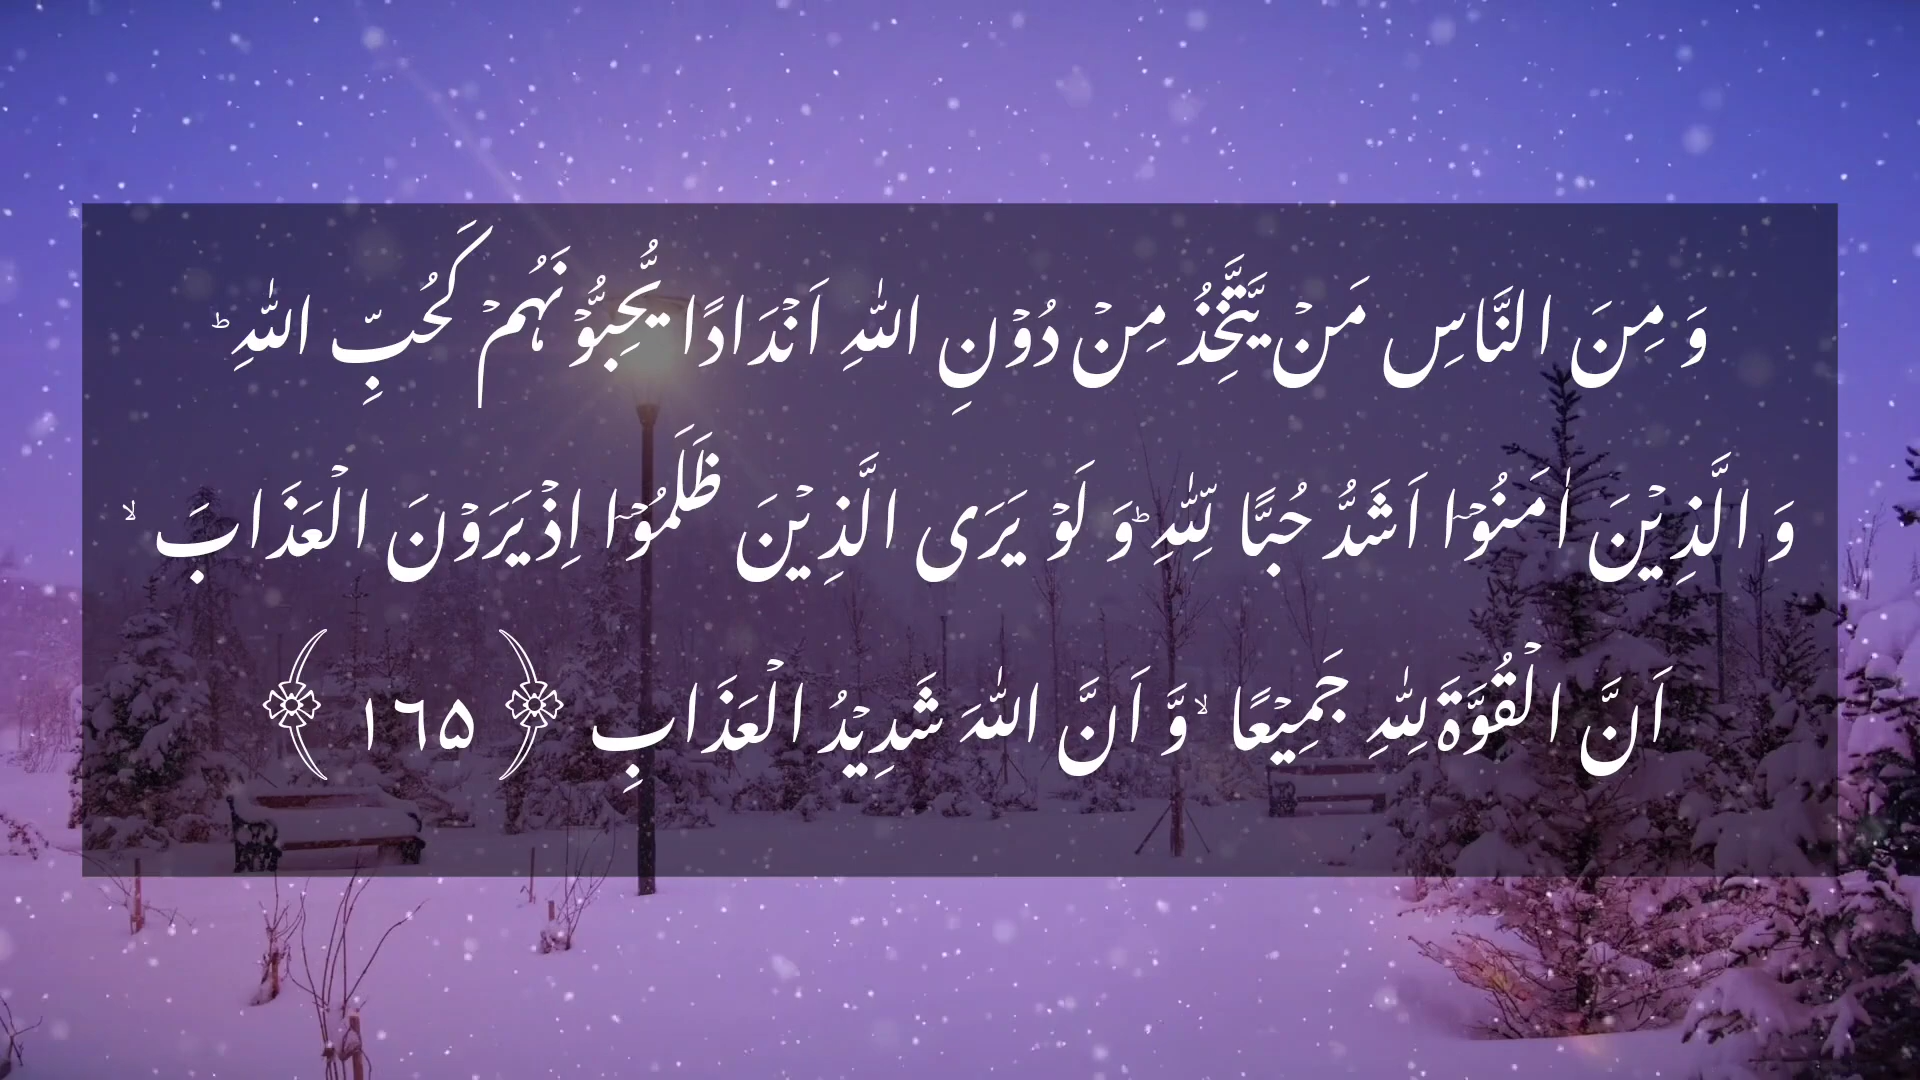 وَ مِنَ النَّاسِ مَنْ یَّتَّخِذُ مِنْ دُوْنِ اللّٰهِ اَنْدَادًا یُّحِبُّوْنَهُمْ كَحُبِّ اللّٰهِ ؕ
وَ الَّذِیْنَ اٰمَنُوْۤا اَشَدُّ حُبًّا لِّلّٰهِ ؕ وَ لَوْ یَرَى الَّذِیْنَ ظَلَمُوْۤا اِذْ یَرَوْنَ الْعَذَابَ ۙ
اَنَّ الْقُوَّةَ لِلّٰهِ جَمِیْعًا ۙ وَّ اَنَّ اللّٰهَ شَدِیْدُ الْعَذَابِ ﴿۱۶۵﴾